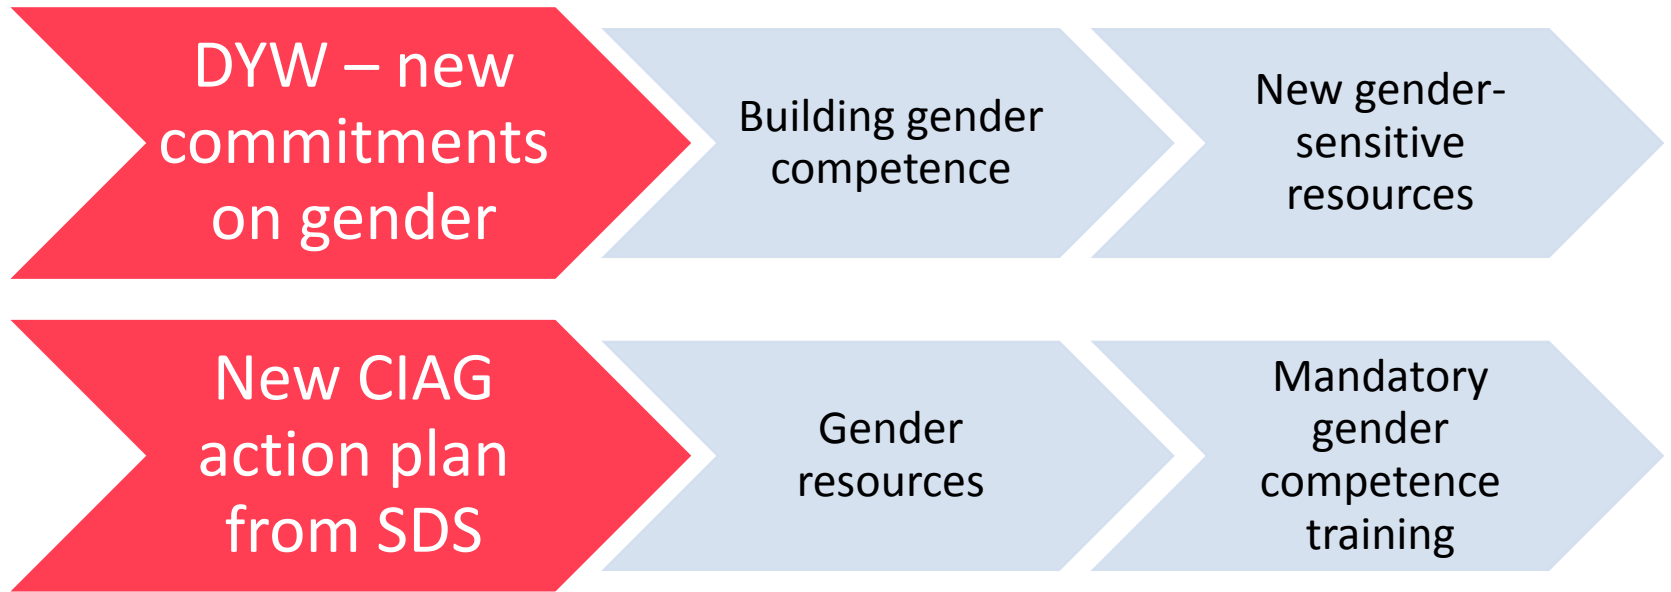 DYW – new
commitments
on gender
Building gender
competence
New gender-
sensitive
resources
New CIAG
action plan
from SDS
Gender
resources
Mandatory
gender
competence
training